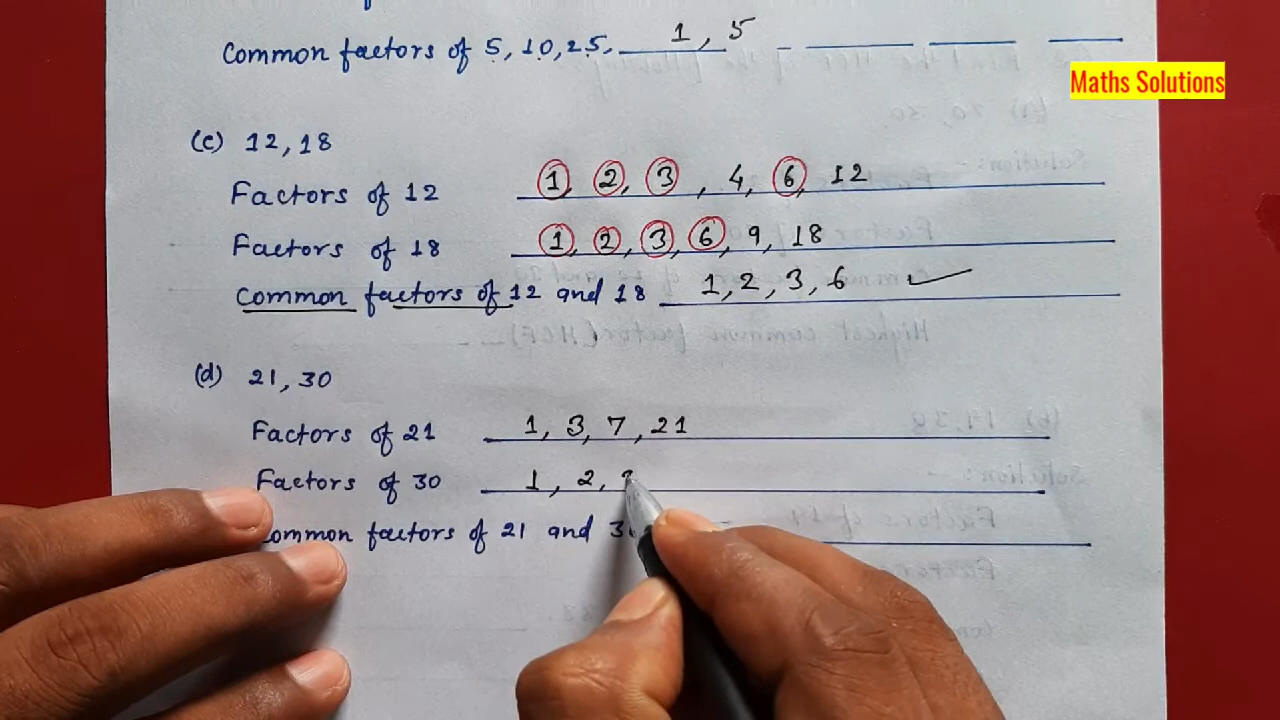 Common factors of 5, 10, 25, 1, 5
Maths Solutions
(c) 12, 18
Factors of 12 1, 2, 3, 4, 6, 12
Factors of 18 1, 2, 3, 6, 9, 18
Common factors of 12 and 18 1, 2, 3, 6
(d) 21, 30
Factors of 21 1, 3, 7, 21
Factors of 30 1, 2,
Common factors of 21 and